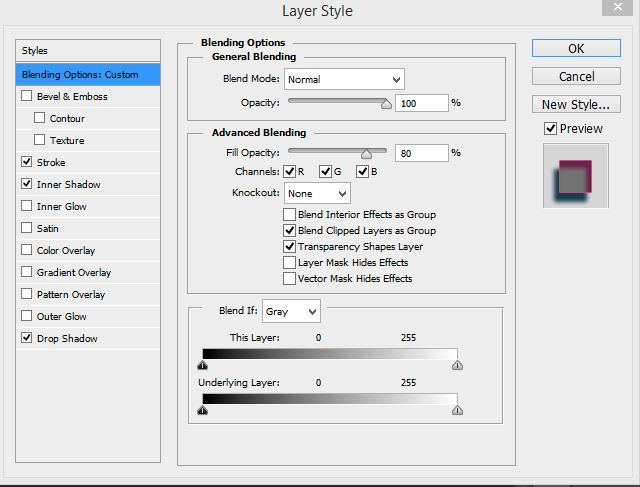 Layer Style
Styles
Blending Options: Custom
Bevel & Emboss
Contour
Texture
Stroke
Inner Shadow
Inner Glow
Satin
Color Overlay
Gradient Overlay
Pattern Overlay
Outer Glow
Drop Shadow
Blending Options
General Blending
Blend Mode: Normal
Opacity: 100 %
Advanced Blending
Fill Opacity: 80 %
Channels: R G B
Knockout: None
Blend Interior Effects as Group
Blend Clipped Layers as Group
Transparency Shapes Layer
Layer Mask Hides Effects
Vector Mask Hides Effects
Blend If: Gray
This Layer: 0 255
Underlying Layer: 0 255
OK
Cancel
New Style...
Preview